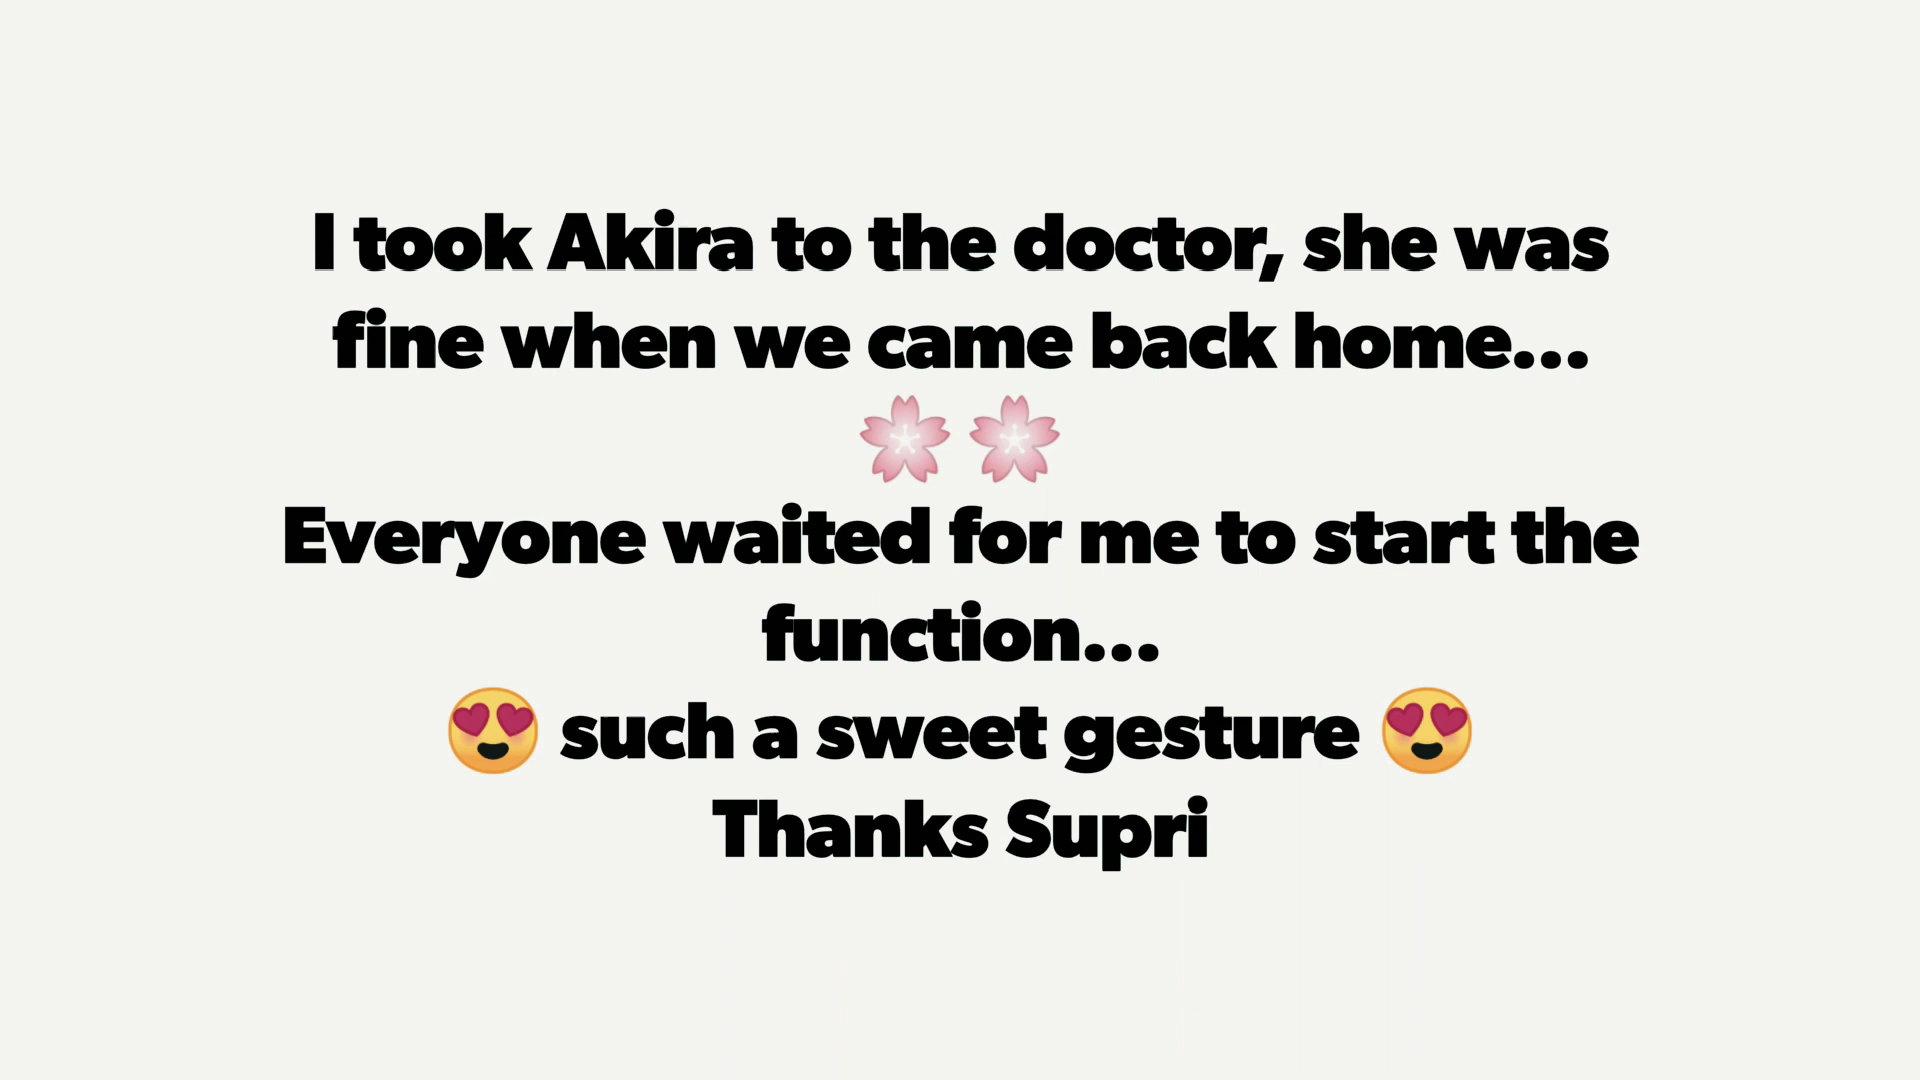 I took Akira to the doctor, she was
fine when we came back home...
🌸 🌸
Everyone waited for me to start the
function...
😍 such a sweet gesture 😍
Thanks Supri